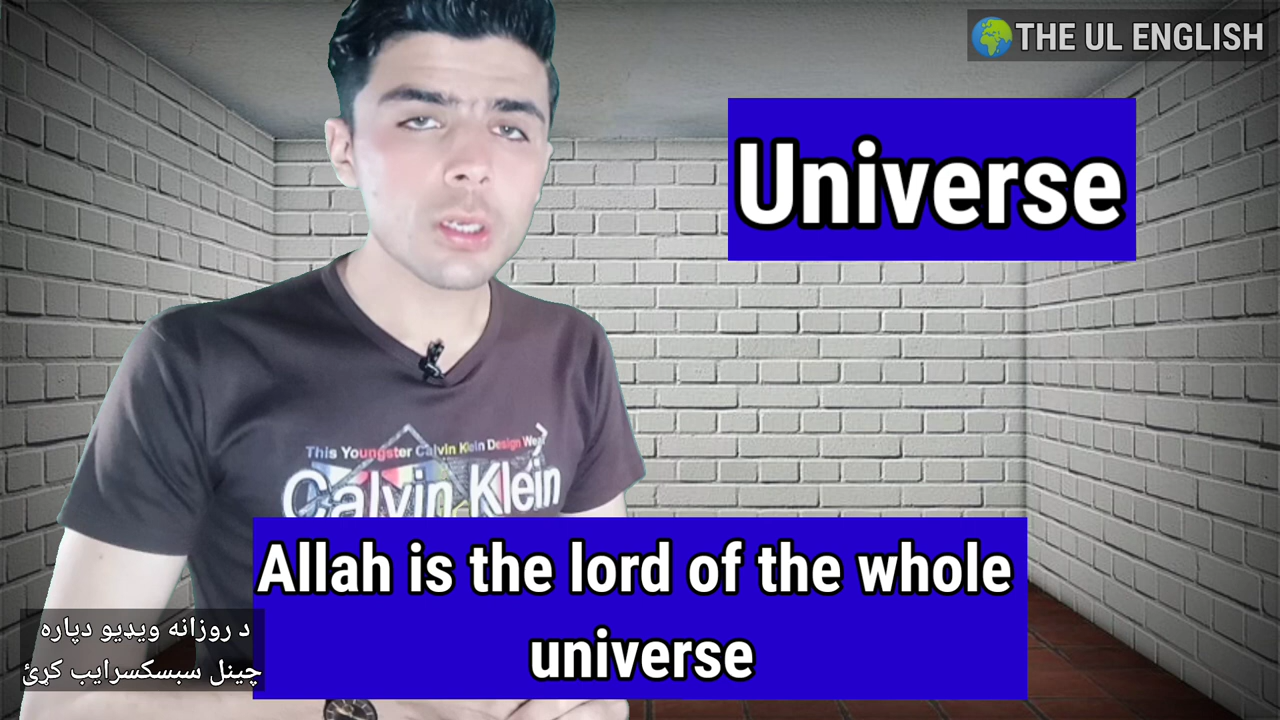 THE UL ENGLISH
Universe
This Youngster Calvin Klein Design Wear
Calvin Klein
Allah is the lord of the whole
universe
د روزانه ویډیو دپاره
چینل سبسکسرایب کړئ